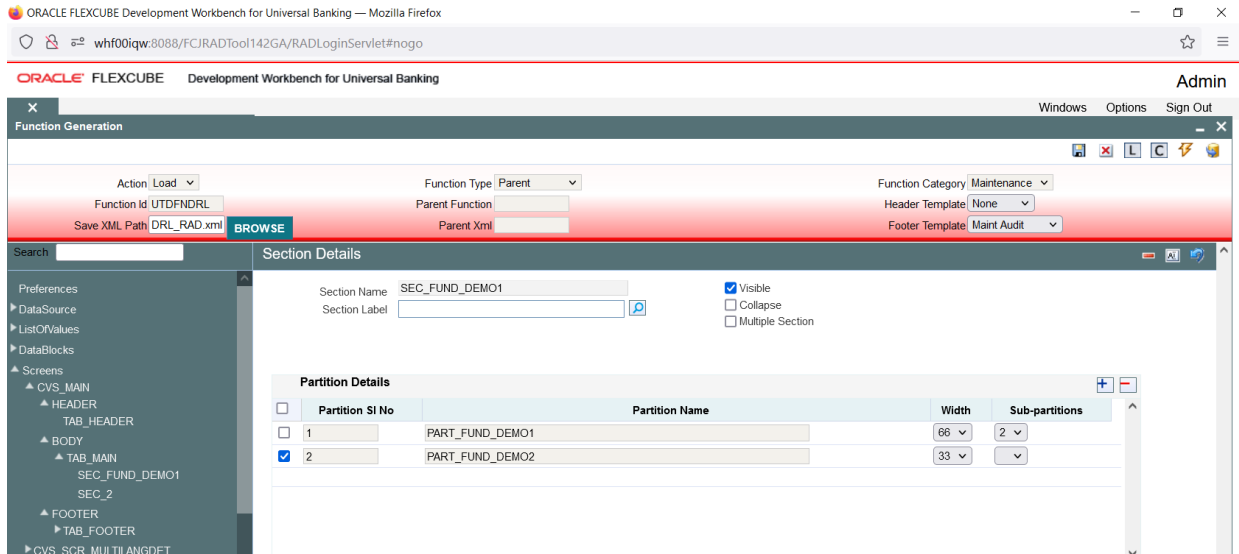 ORACLE FLEXCUBE Development Workbench for Universal Banking — Mozilla Firefox
whf00iqw:8088/FCJRADTool142GA/RADLoginServlet#nogo
ORACLE FLEXCUBE Development Workbench for Universal Banking
Admin
Windows Options Sign Out
Function Generation
L C
Action Load Function Type Parent Function Category Maintenance
Function Id UTDFNDRL Parent Function Header Template None
Save XML Path DRL_RAD.xml BROWSE Parent Xml Footer Template Maint Audit
Search
Section Details
Preferences
DataSource
ListOfValues
DataBlocks
Screens
CVS_MAIN
HEADER
TAB_HEADER
BODY
TAB_MAIN
SEC_FUND_DEMO1
SEC_2
FOOTER
TAB_FOOTER
CVS_SCR_MULTILANGDET
Section Name SEC_FUND_DEMO1 Visible
Section Label Collapse
Multiple Section
Partition Details
Partition Sl No Partition Name Width Sub-partitions
1 PART_FUND_DEMO1 66 2
2 PART_FUND_DEMO2 33